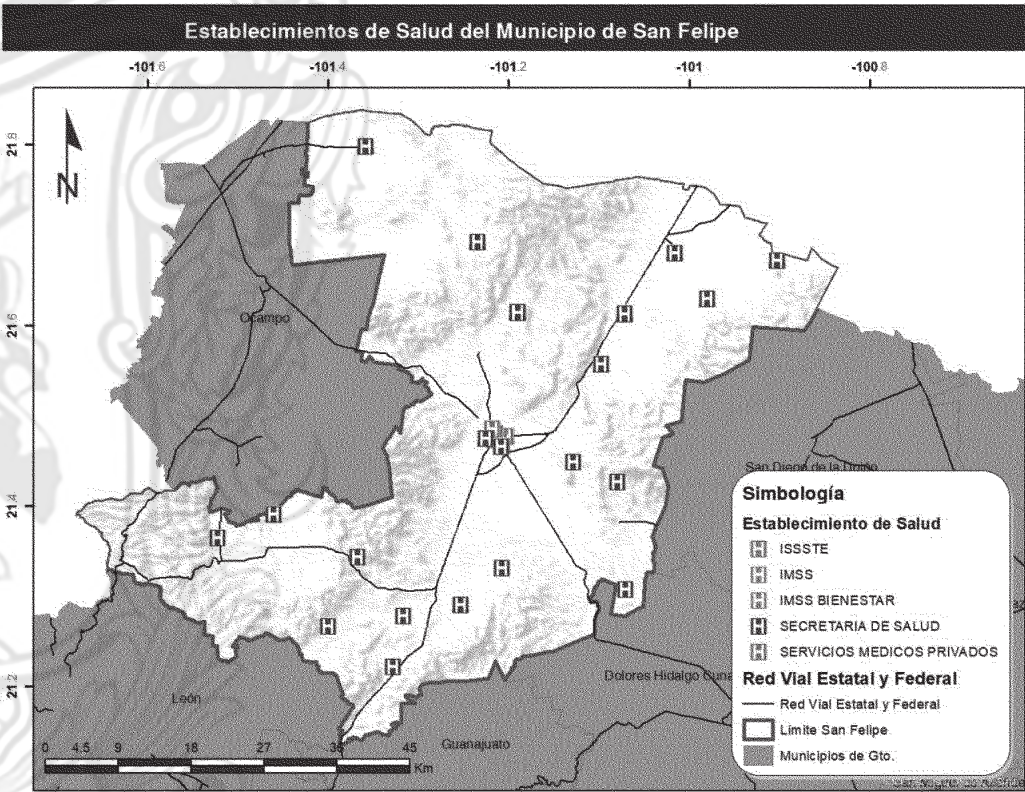 Establecimientos de Salud del Municipio de San Felipe
-101.6 -101.4 -101.2 -101 -100.8
21.8
21.6
21.4
21.2
N
Ocampo
San Diego de la
León
Guanajuato
Dolores Hidalgo Cuna
Simbología
Establecimiento de Salud
H ISSSTE
H IMSS
H IMSS BIENESTAR
H SECRETARIA DE SALUD
H SERVICIOS MEDICOS PRIVADOS
Red Vial Estatal y Federal
Red Vial Estatal y Federal
Limite San Felipe
Municipios de Gto.
0 4.5 9 18 27 36 45
Km